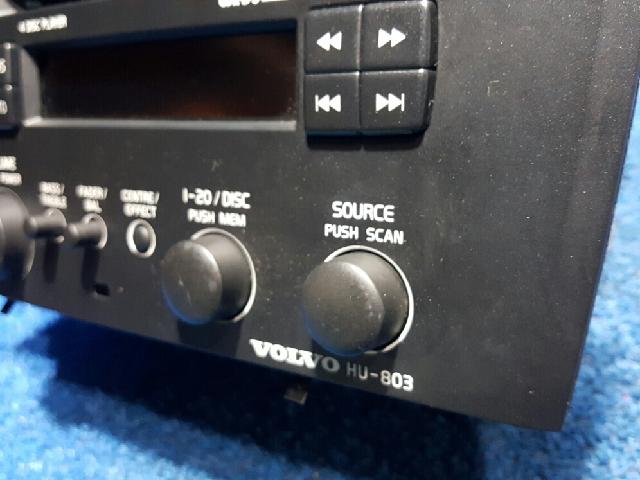 4 DISC PLAYER
BASS/
TREBLE
FADER/
BAL
CENTRE/
EFFECT
1-20/DISC
PUSH MEM
SOURCE
PUSH SCAN
VOLVO HU-803